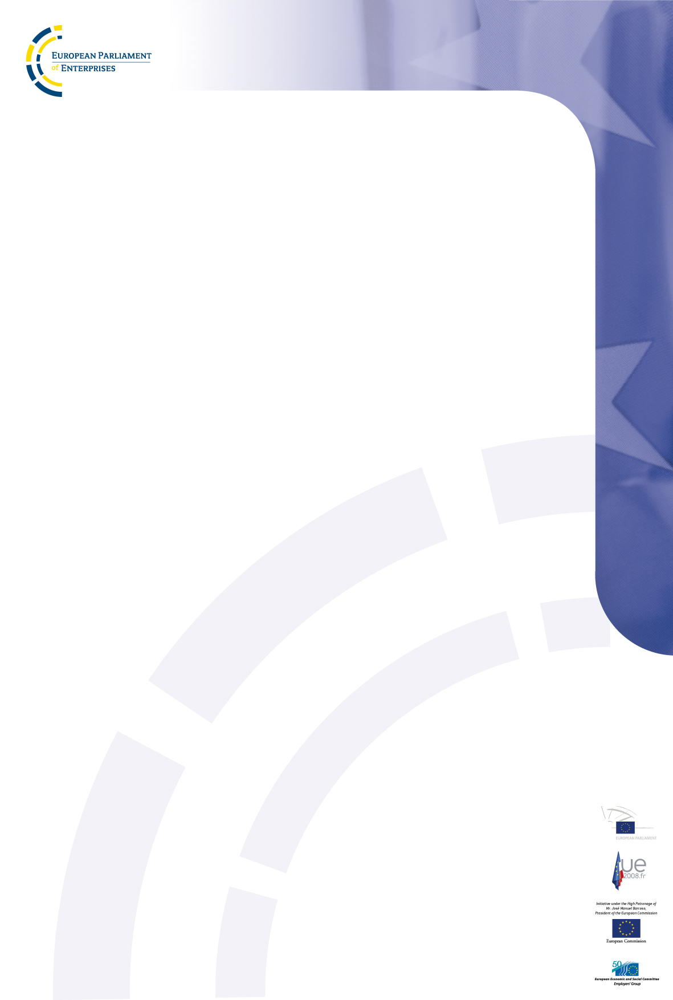 EUROPEAN PARLIAMENT
of ENTERPRISES
EUROPEAN PARLIAMENT
ue
2008.fr
Initiative under the High Patronage of
Mr. José Manuel Barroso,
President of the European Commission
European Commission
50
European Economic and Social Committee
Employers' Group